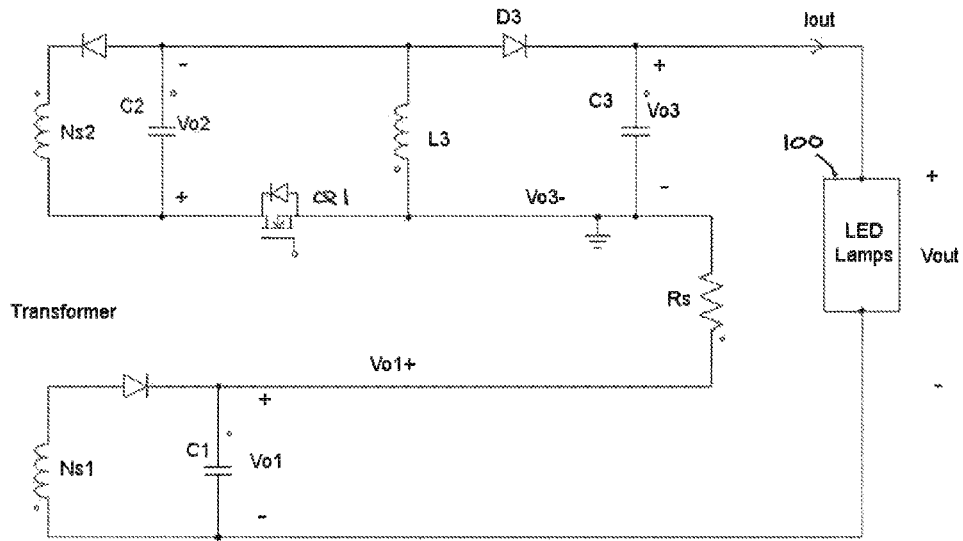 D3
Iout
-
+
C2
Vo2
Ns2
L3
C3
Vo3
100
+
-
+
Vo3-
LED
Lamps
Vout
Rs
Transformer
Vo1+
+
-
C1
Vo1
Ns1
-